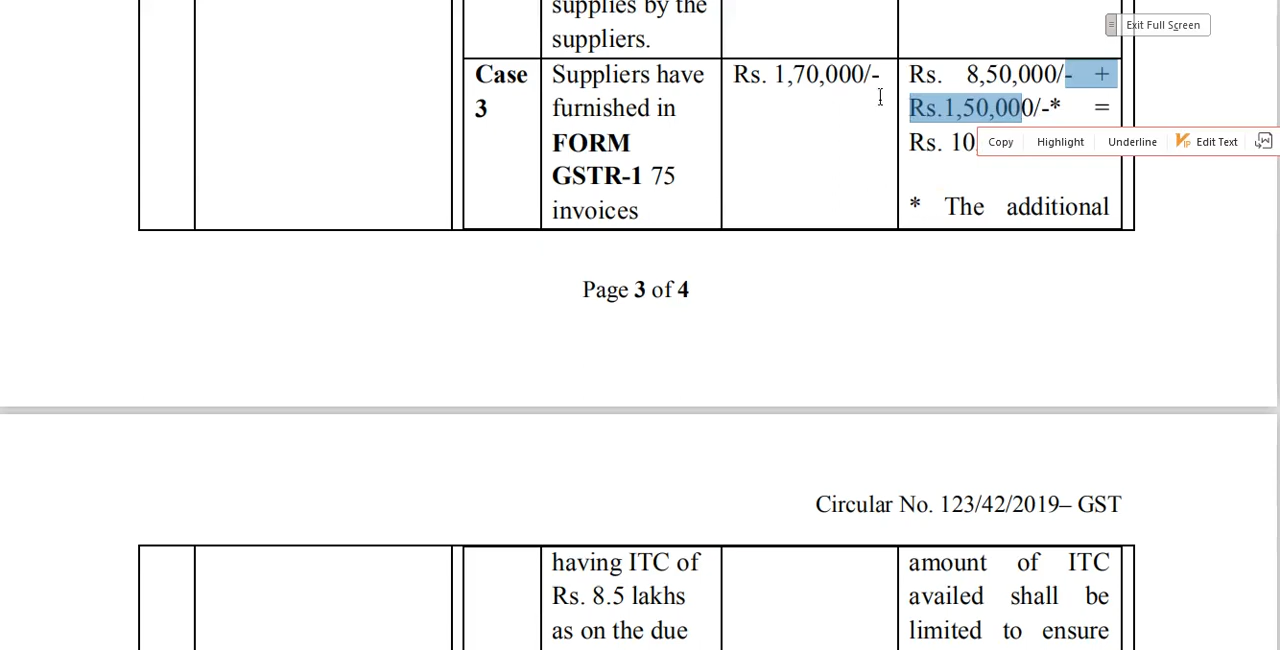 supplies by the
suppliers.
Exit Full Screen
Case
3
Suppliers have
furnished in
FORM
GSTR-1 75
invoices
Rs. 1,70,000/-
Rs. 8,50,000/- +
Rs.1,50,000/-* =
Rs. 10
* The additional
Copy Highlight Underline Edit Text
Page 3 of 4
Circular No. 123/42/2019– GST
having ITC of
Rs. 8.5 lakhs
as on the due
amount of ITC
availed shall be
limited to ensure